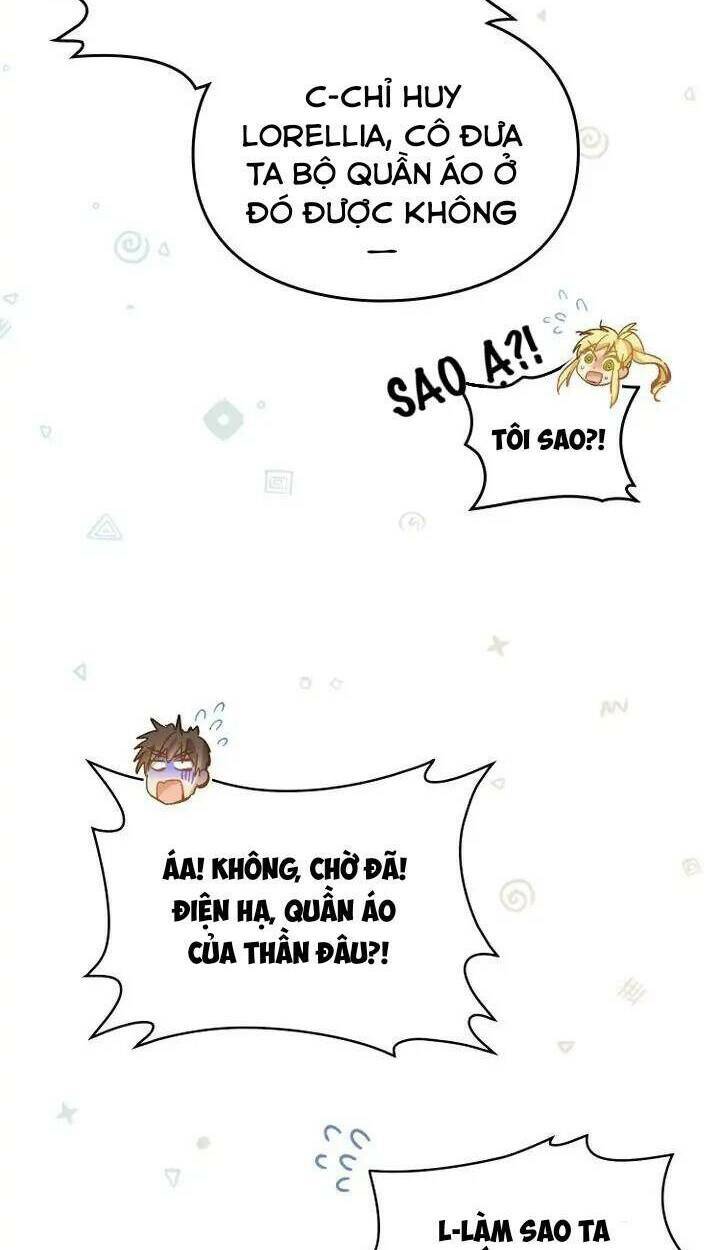 C-CHỈ HUY
LORELLIA, CÔ ĐƯA
TA BỘ QUẦN ÁO Ở
ĐÓ ĐƯỢC KHÔNG
—
SAO Ạ?!
TÔI SAO?!
ÁA! KHÔNG, CHỜ ĐÃ!
ĐIỆN HẠ, QUẦN ÁO
CỦA THẦN ĐÂU?!
L-LÀM SAO TA